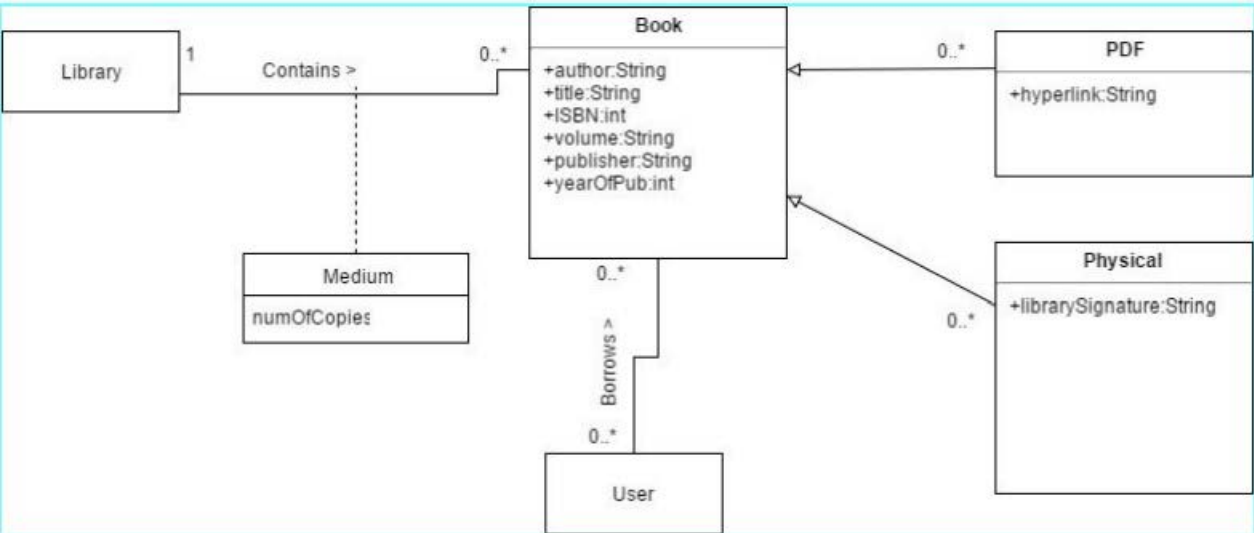 Library
1
Contains >
0..*
Book
+author:String
+title:String
+ISBN:int
+volume:String
+publisher:String
+yearOfPub:int
0..*
PDF
+hyperlink:String
Medium
numOfCopies
0..*
Borrows >
0..*
User
Physical
+librarySignature:String
0..*